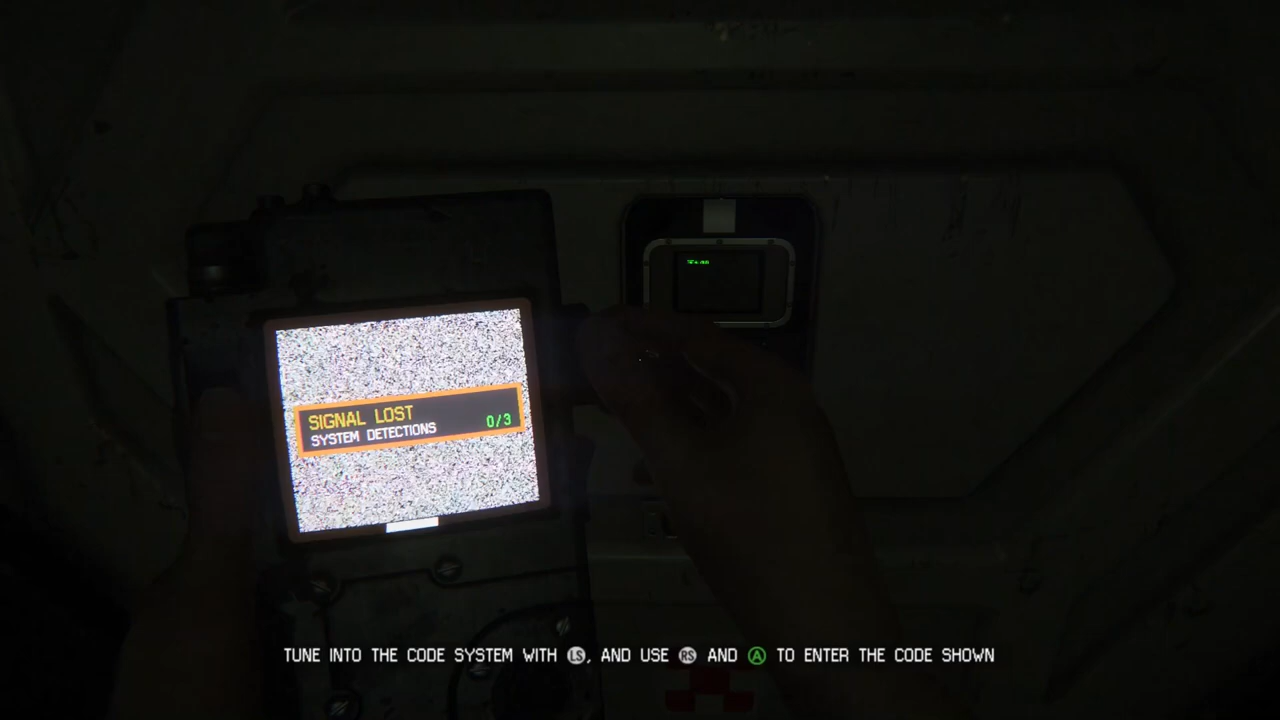 SIGNAL LOST
SYSTEM DETECTIONS 0/3
TUNE INTO THE CODE SYSTEM WITH LS, AND USE RS AND A TO ENTER THE CODE SHOWN